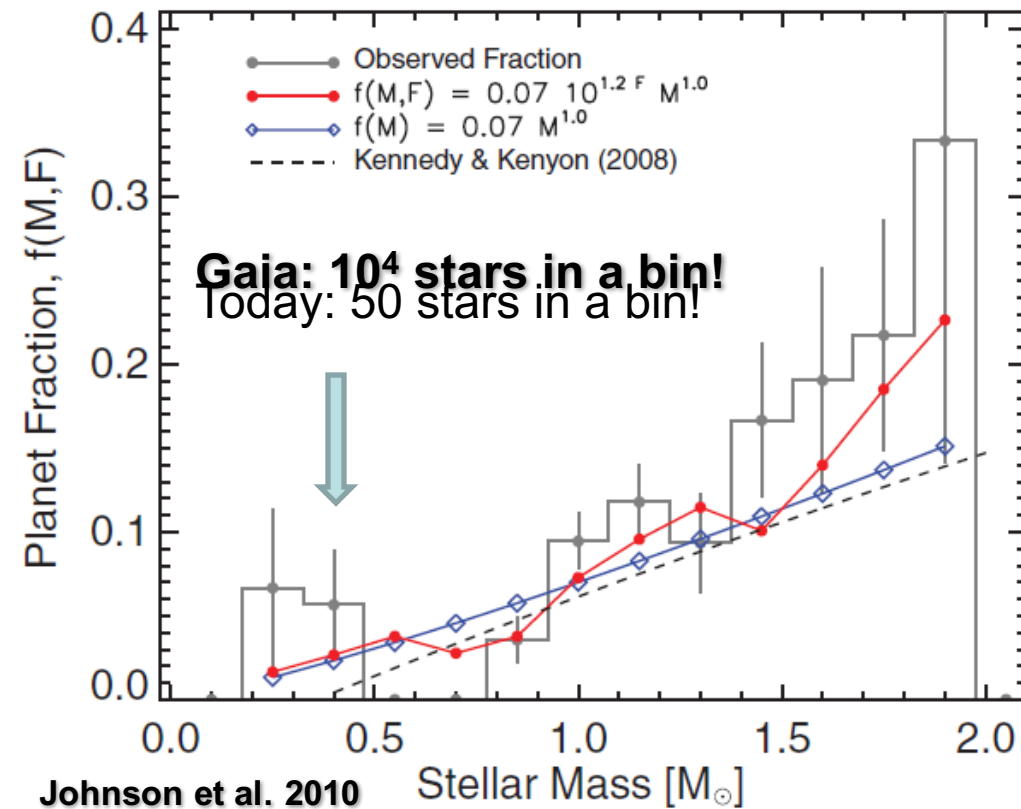 0.4
0.3
0.2
0.1
0.0
Planet Fraction, f(M,F)
Observed Fraction
f(M,F) = 0.07 10^{1.2 F} M^{1.0}
f(M) = 0.07 M^{1.0}
Kennedy & Kenyon (2008)
Gaia: 10⁴ stars in a bin!
Today: 50 stars in a bin!
0.0 0.5 1.0 1.5 2.0
Stellar Mass [M☉]
Johnson et al. 2010